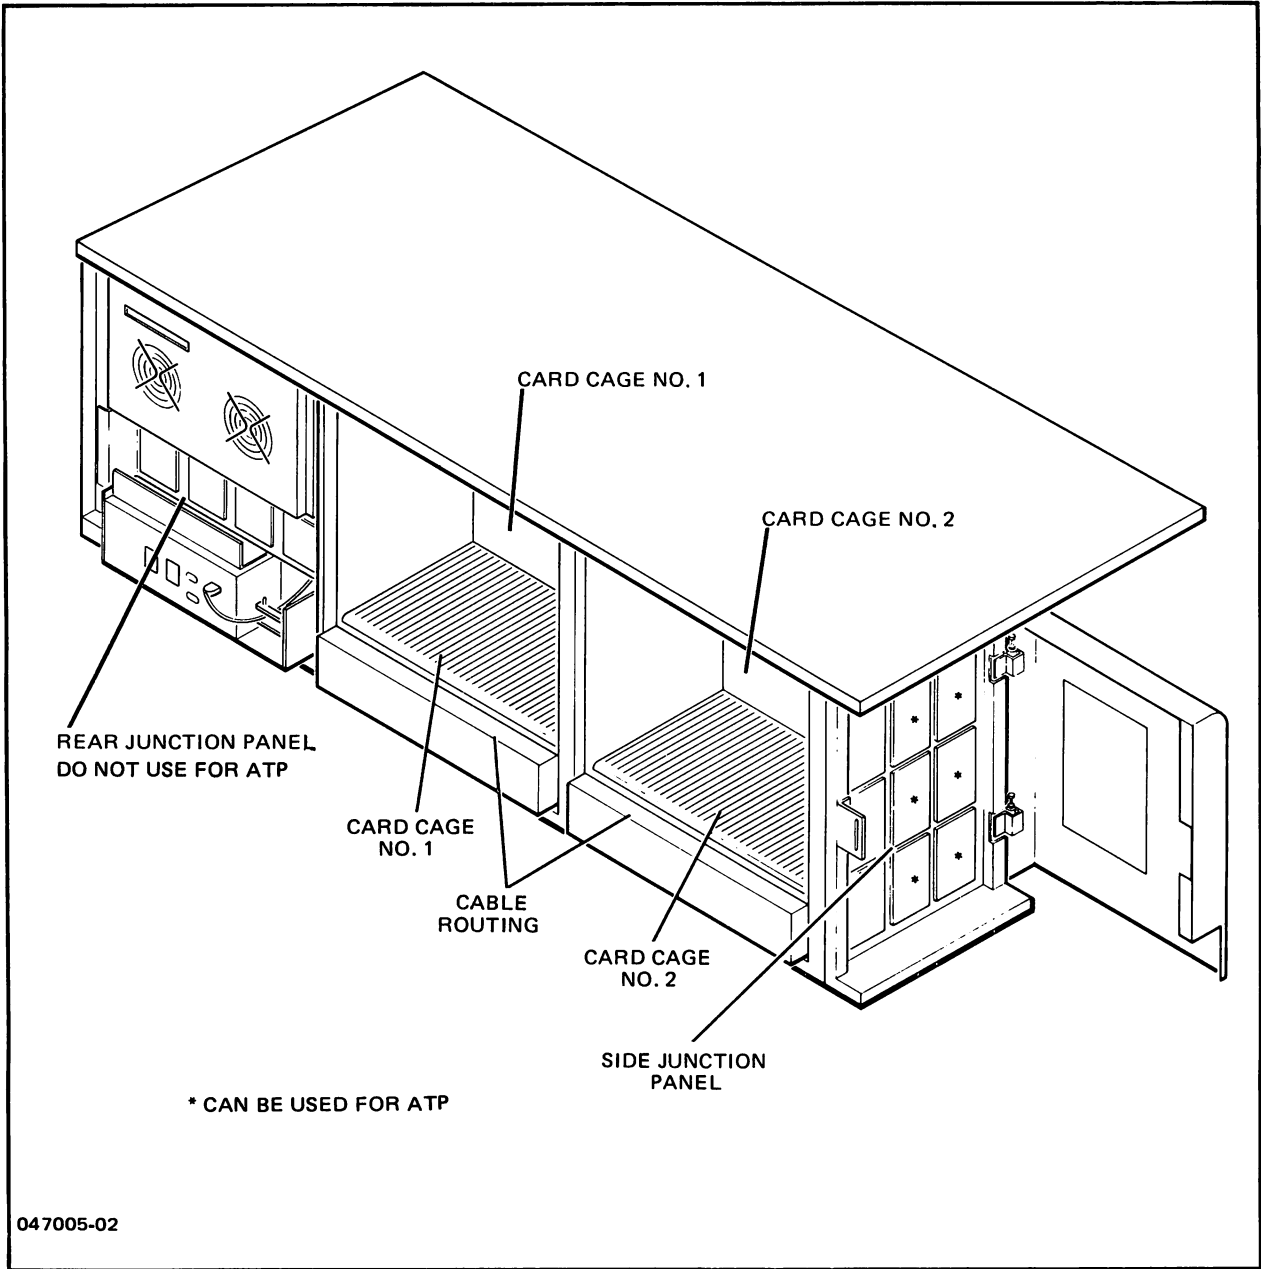 CARD CAGE NO. 1
CARD CAGE NO. 2
*
*
*
*
*
*
REAR JUNCTION PANEL
DO NOT USE FOR ATP
CARD CAGE
NO. 1
CABLE
ROUTING
CARD CAGE
NO. 2
SIDE JUNCTION
PANEL
* CAN BE USED FOR ATP
047005-02